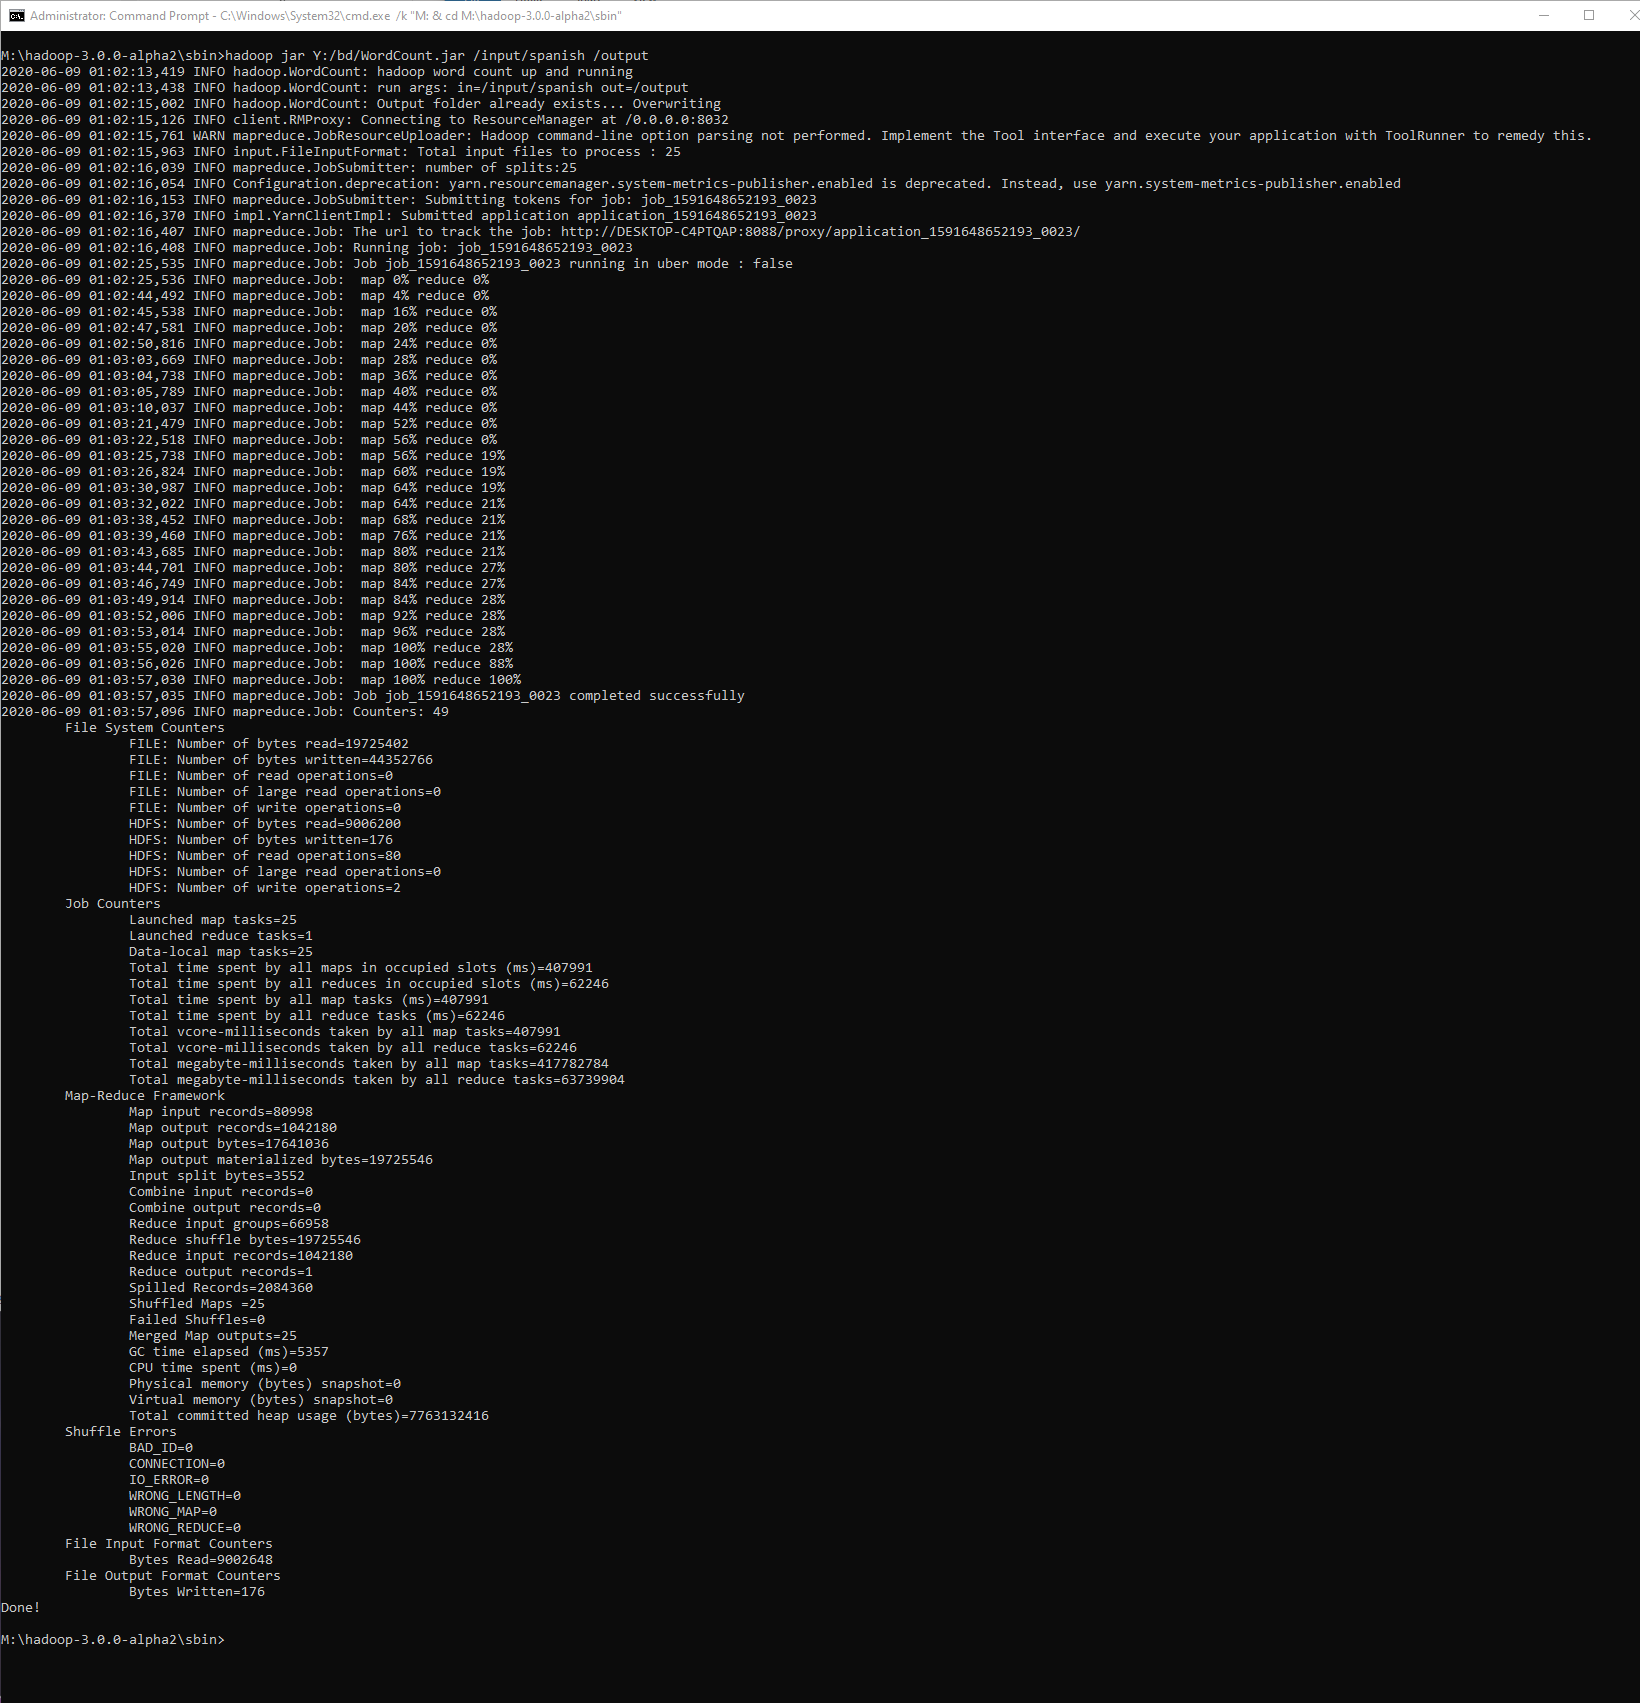 Administrator: Command Prompt - C:\Windows\System32\cmd.exe /k "M: & cd M:\hadoop-3.0.0-alpha2\sbin"
M:\hadoop-3.0.0-alpha2\sbin>hadoop jar Y:/bd/WordCount.jar /input/spanish /output
2020-06-09 01:02:13,419 INFO hadoop.WordCount: hadoop word count up and running
2020-06-09 01:02:13,438 INFO hadoop.WordCount: run args: in=/input/spanish out=/output
2020-06-09 01:02:15,002 INFO hadoop.WordCount: Output folder already exists... Overwriting
2020-06-09 01:02:15,126 INFO client.RMProxy: Connecting to ResourceManager at /0.0.0.0:8032
2020-06-09 01:02:15,761 WARN mapreduce.JobResourceUploader: Hadoop command-line option parsing not performed. Implement the Tool interface and execute your application with ToolRunner to remedy this.
2020-06-09 01:02:15,963 INFO input.FileInputFormat: Total input files to process : 25
2020-06-09 01:02:16,039 INFO mapreduce.JobSubmitter: number of splits:25
2020-06-09 01:02:16,054 INFO Configuration.deprecation: yarn.resourcemanager.system-metrics-publisher.enabled is deprecated. Instead, use yarn.system-metrics-publisher.enabled
2020-06-09 01:02:16,153 INFO mapreduce.JobSubmitter: Submitting tokens for job: job_1591648652193_0023
2020-06-09 01:02:16,370 INFO impl.YarnClientImpl: Submitted application application_1591648652193_0023
2020-06-09 01:02:16,407 INFO mapreduce.Job: The url to track the job: http://DESKTOP-C4PTQAP:8088/proxy/application_1591648652193_0023/
2020-06-09 01:02:16,408 INFO mapreduce.Job: Running job: job_1591648652193_0023
2020-06-09 01:02:25,535 INFO mapreduce.Job: Job job_1591648652193_0023 running in uber mode : false
2020-06-09 01:02:25,536 INFO mapreduce.Job:  map 0% reduce 0%
2020-06-09 01:02:44,492 INFO mapreduce.Job:  map 4% reduce 0%
2020-06-09 01:02:45,538 INFO mapreduce.Job:  map 16% reduce 0%
2020-06-09 01:02:47,581 INFO mapreduce.Job:  map 20% reduce 0%
2020-06-09 01:02:50,816 INFO mapreduce.Job:  map 24% reduce 0%
2020-06-09 01:03:03,669 INFO mapreduce.Job:  map 28% reduce 0%
2020-06-09 01:03:04,738 INFO mapreduce.Job:  map 36% reduce 0%
2020-06-09 01:03:05,789 INFO mapreduce.Job:  map 40% reduce 0%
2020-06-09 01:03:10,037 INFO mapreduce.Job:  map 44% reduce 0%
2020-06-09 01:03:21,479 INFO mapreduce.Job:  map 52% reduce 0%
2020-06-09 01:03:22,518 INFO mapreduce.Job:  map 56% reduce 0%
2020-06-09 01:03:25,738 INFO mapreduce.Job:  map 56% reduce 19%
2020-06-09 01:03:26,824 INFO mapreduce.Job:  map 60% reduce 19%
2020-06-09 01:03:30,987 INFO mapreduce.Job:  map 64% reduce 19%
2020-06-09 01:03:32,022 INFO mapreduce.Job:  map 64% reduce 21%
2020-06-09 01:03:38,452 INFO mapreduce.Job:  map 68% reduce 21%
2020-06-09 01:03:39,460 INFO mapreduce.Job:  map 76% reduce 21%
2020-06-09 01:03:43,685 INFO mapreduce.Job:  map 80% reduce 21%
2020-06-09 01:03:44,701 INFO mapreduce.Job:  map 80% reduce 27%
2020-06-09 01:03:46,749 INFO mapreduce.Job:  map 84% reduce 27%
2020-06-09 01:03:49,914 INFO mapreduce.Job:  map 84% reduce 28%
2020-06-09 01:03:52,006 INFO mapreduce.Job:  map 92% reduce 28%
2020-06-09 01:03:53,014 INFO mapreduce.Job:  map 96% reduce 28%
2020-06-09 01:03:55,020 INFO mapreduce.Job:  map 100% reduce 28%
2020-06-09 01:03:56,026 INFO mapreduce.Job:  map 100% reduce 88%
2020-06-09 01:03:57,030 INFO mapreduce.Job:  map 100% reduce 100%
2020-06-09 01:03:57,035 INFO mapreduce.Job: Job job_1591648652193_0023 completed successfully
2020-06-09 01:03:57,096 INFO mapreduce.Job: Counters: 49
File System Counters
FILE: Number of bytes read=19725402
FILE: Number of bytes written=44352766
FILE: Number of read operations=0
FILE: Number of large read operations=0
FILE: Number of write operations=0
HDFS: Number of bytes read=9006200
HDFS: Number of bytes written=176
HDFS: Number of read operations=80
HDFS: Number of large read operations=0
HDFS: Number of write operations=2
Job Counters
Launched map tasks=25
Launched reduce tasks=1
Data-local map tasks=25
Total time spent by all maps in occupied slots (ms)=407991
Total time spent by all reduces in occupied slots (ms)=62246
Total time spent by all map tasks (ms)=407991
Total time spent by all reduce tasks (ms)=62246
Total vcore-milliseconds taken by all map tasks=407991
Total vcore-milliseconds taken by all reduce tasks=62246
Total megabyte-milliseconds taken by all map tasks=417782784
Total megabyte-milliseconds taken by all reduce tasks=63739904
Map-Reduce Framework
Map input records=80998
Map output records=1042180
Map output bytes=17641036
Map output materialized bytes=19725546
Input split bytes=3552
Combine input records=0
Combine output records=0
Reduce input groups=66958
Reduce shuffle bytes=19725546
Reduce input records=1042180
Reduce output records=1
Spilled Records=2084360
Shuffled Maps =25
Failed Shuffles=0
Merged Map outputs=25
GC time elapsed (ms)=5357
CPU time spent (ms)=0
Physical memory (bytes) snapshot=0
Virtual memory (bytes) snapshot=0
Total committed heap usage (bytes)=7763132416
Shuffle Errors
BAD_ID=0
CONNECTION=0
IO_ERROR=0
WRONG_LENGTH=0
WRONG_MAP=0
WRONG_REDUCE=0
File Input Format Counters
Bytes Read=9002648
File Output Format Counters
Bytes Written=176
Done!
M:\hadoop-3.0.0-alpha2\sbin>